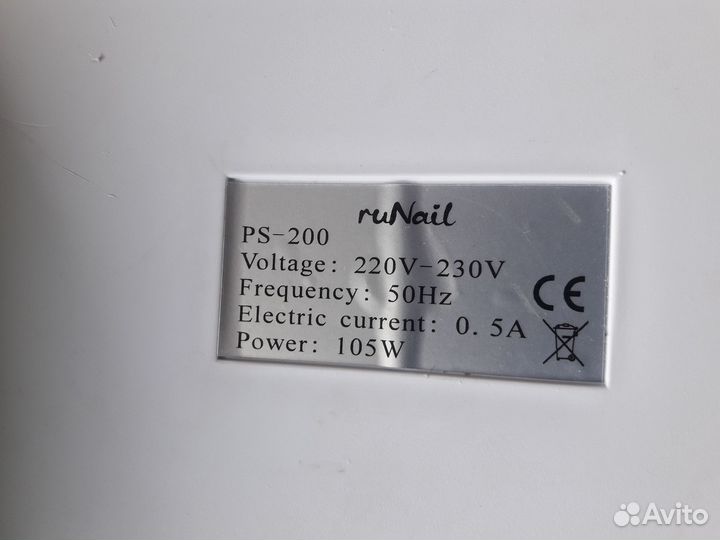 ruNail
PS-200
Voltage: 220V-230V
Frequency: 50Hz
Electric current: 0. 5A
Power: 105W
CE
Avito